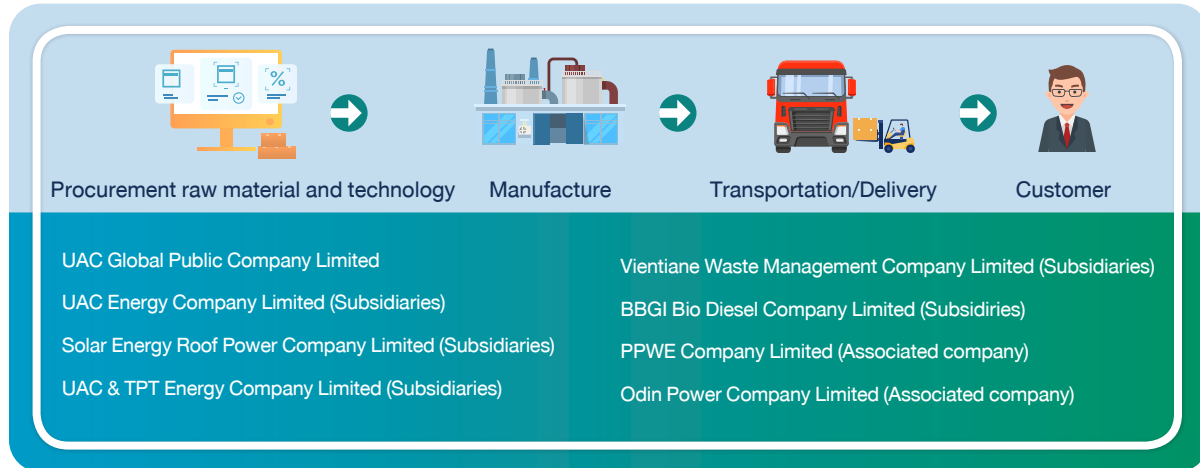 Procurement raw material and technology
Manufacture
Transportation/Delivery
Customer
UAC Global Public Company Limited
UAC Energy Company Limited (Subsidiaries)
Solar Energy Roof Power Company Limited (Subsidiaries)
UAC & TPT Energy Company Limited (Subsidiaries)
Vientiane Waste Management Company Limited (Subsidiaries)
BBGI Bio Diesel Company Limited (Subsidiries)
PPWE Company Limited (Associated company)
Odin Power Company Limited (Associated company)